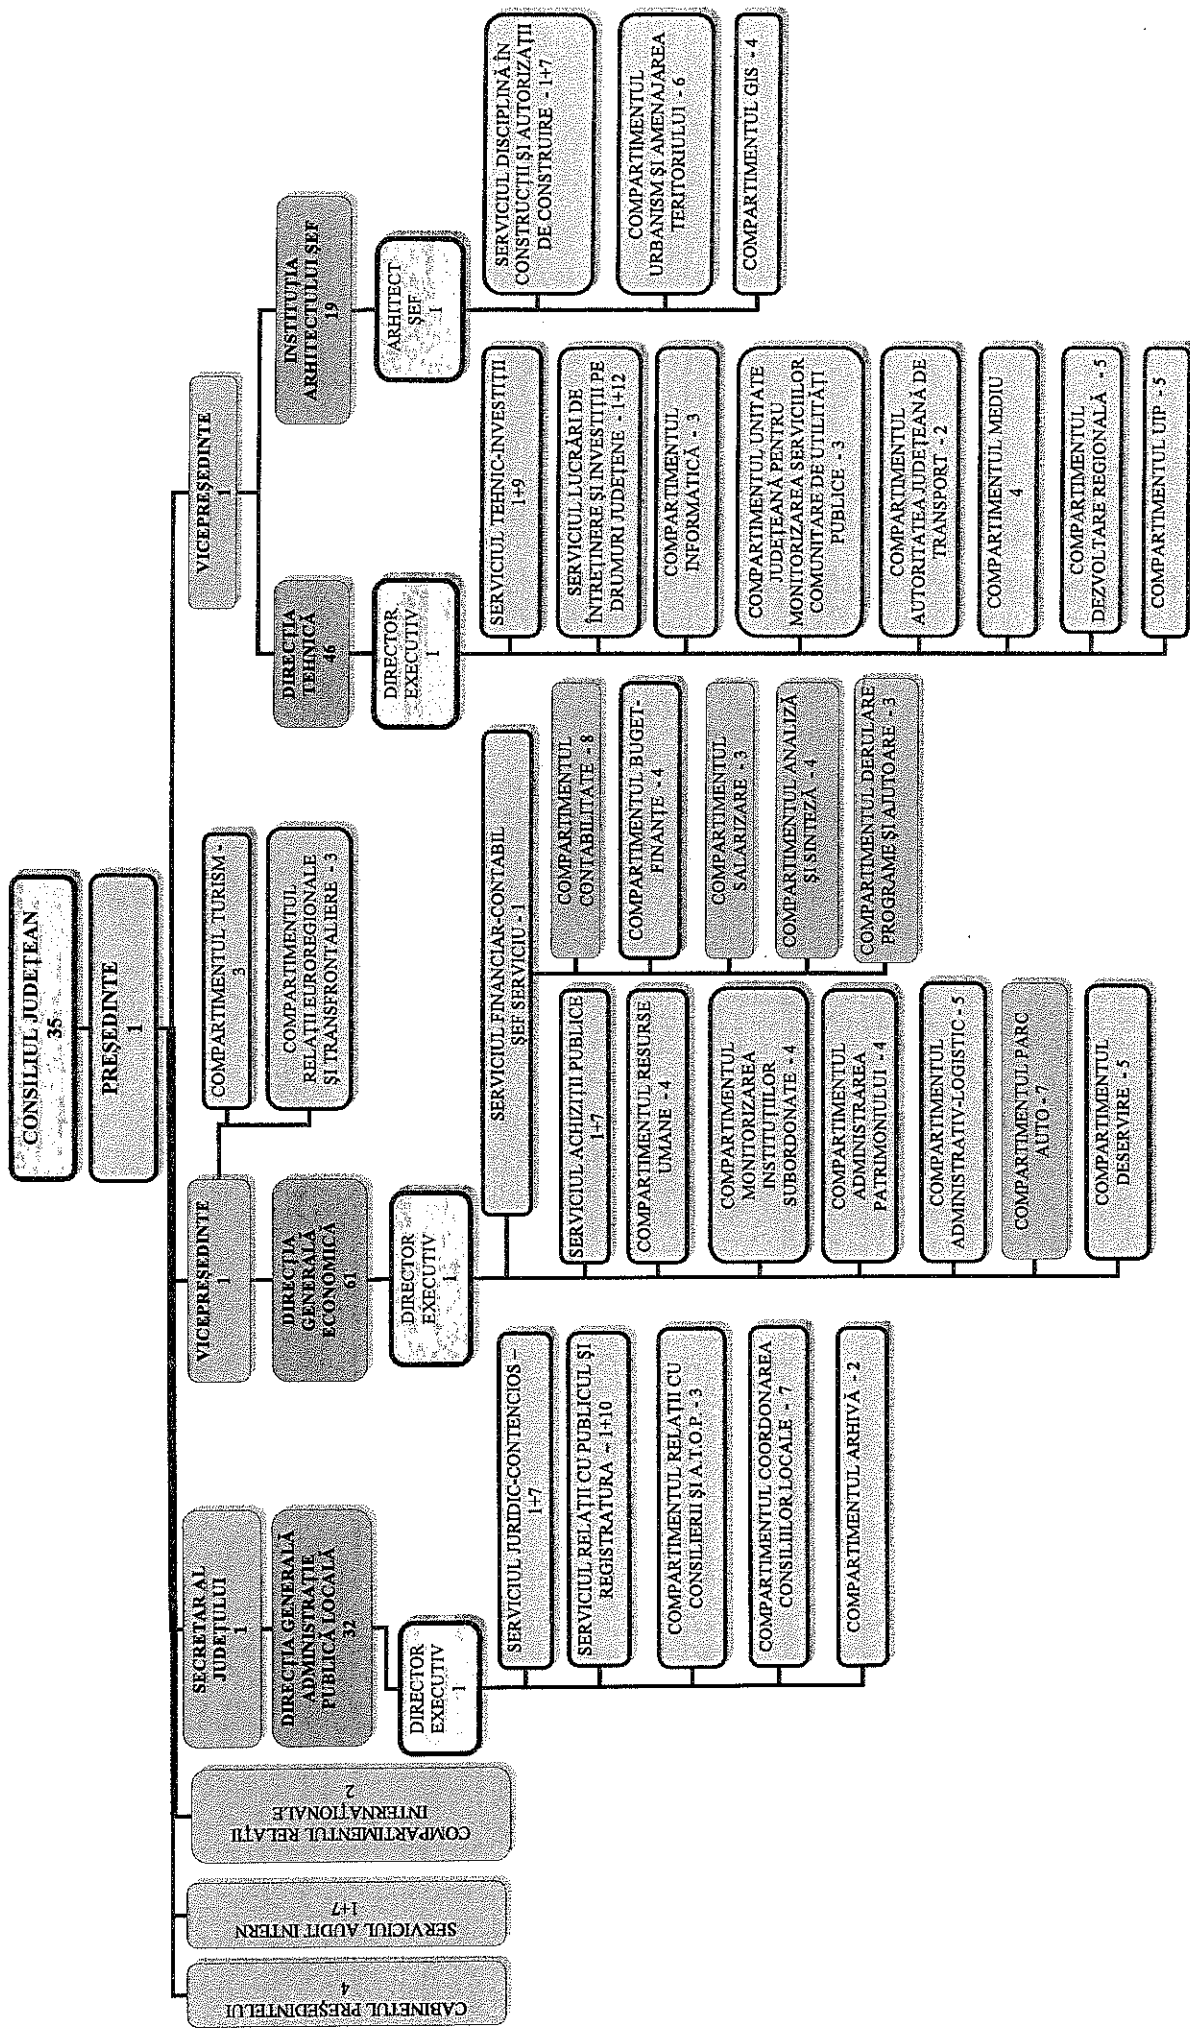 CONSILIUL JUDEȚEAN
35
PREȘEDINTE
1
CABINETUL PREȘEDINTELUI
4
SERVICIUL AUDIT INTERN
1+7
COMPARTIMENTUL RELAȚII
INTERNAȚIONALE
2
SECRETAR AL
JUDEȚULUI
1
DIRECȚIA GENERALĂ
ADMINISTRAȚIE
PUBLICĂ LOCALĂ
32
DIRECTOR
EXECUTIV
1
SERVICIUL JURIDIC-CONTENCIOS –
1+7
SERVICIUL RELAȚII CU PUBLICUL ȘI
REGISTRATURA – 1+10
COMPARTIMENTUL RELAȚII CU
CONSILIERII ȘI A.T.O.P. - 3
COMPARTIMENTUL COORDONAREA
CONSILIILOR LOCALE - 7
COMPARTIMENTUL ARHIVĂ - 2
VICEPREȘEDINTE
1
COMPARTIMENTUL TURISM -
3
COMPARTIMENTUL
RELAȚII EUROREGIONALE
ȘI TRANSFRONTALIERE - 3
DIRECȚIA
GENERALĂ
ECONOMICĂ
61
DIRECTOR
EXECUTIV
1
SERVICIUL FINANCIAR-CONTABIL
ȘEF SERVICIU - 1
COMPARTIMENTUL
CONTABILITATE - 8
COMPARTIMENTUL BUGET-
FINANȚE - 4
COMPARTIMENTUL
SALARIZARE - 3
COMPARTIMENTUL ANALIZĂ
ȘI SINTEZĂ - 4
COMPARTIMENTUL DERULARE
PROGRAME ȘI AJUTOARE - 3
SERVICIUL ACHIZIȚII PUBLICE
1+7
COMPARTIMENTUL RESURSE
UMANE - 4
COMPARTIMENTUL
MONITORIZAREA
INSTITUȚIILOR
SUBORDONATE - 4
COMPARTIMENTUL
ADMINISTRAREA
PATRIMONIULUI - 4
COMPARTIMENTUL
ADMINISTRATIV-LOGISTIC - 5
COMPARTIMENTUL PARC
AUTO - 7
COMPARTIMENTUL
DESERVIRE - 5
VICEPREȘEDINTE
1
DIRECȚIA
TEHNICĂ
46
DIRECTOR
EXECUTIV
1
SERVICIUL TEHNIC-INVESTIȚII
1+9
SERVICIUL LUCRĂRI DE
ÎNTREȚINERE ȘI INVESTIȚII PE
DRUMURI JUDEȚENE - 1+12
COMPARTIMENTUL
INFORMATICĂ - 3
COMPARTIMENTUL UNITATE
JUDEȚEANĂ PENTRU
MONITORIZAREA SERVICIILOR
COMUNITARE DE UTILITĂȚI
PUBLICE - 3
COMPARTIMENTUL
AUTORITATEA JUDEȚEANĂ DE
TRANSPORT - 2
COMPARTIMENTUL MEDIU
4
COMPARTIMENTUL
DEZVOLTARE REGIONALĂ - 5
COMPARTIMENTUL UIP - 5
INSTITUȚIA
ARHITECTULUI ȘEF
19
ARHITECT
ȘEF
1
SERVICIUL DISCIPLINĂ ÎN
CONSTRUCȚII ȘI AUTORIZAȚII
DE CONSTRUIRE - 1+7
COMPARTIMENTUL
URBANISM ȘI AMENAJAREA
TERITORIULUI - 6
COMPARTIMENTUL GIS - 4